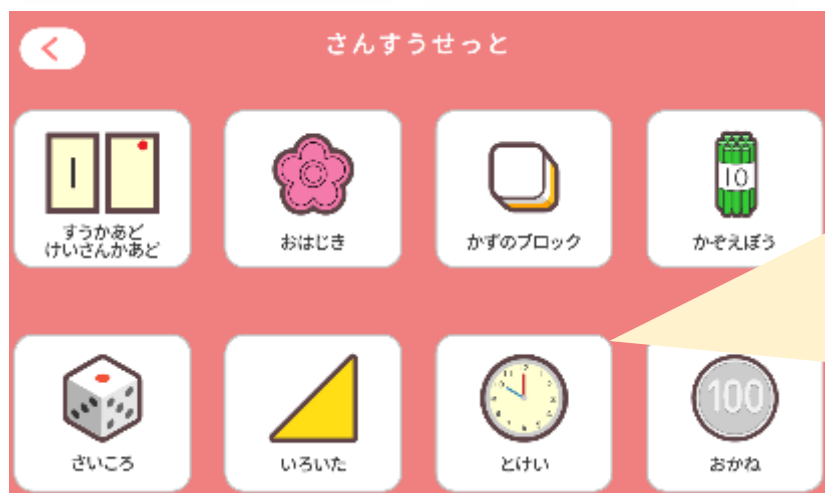 さんすうせっと
すうかあど
けいさんかあど
おはじき
かずのブロック
10
かぞえぼう
さいころ
いろいた
とけい
100
おかね